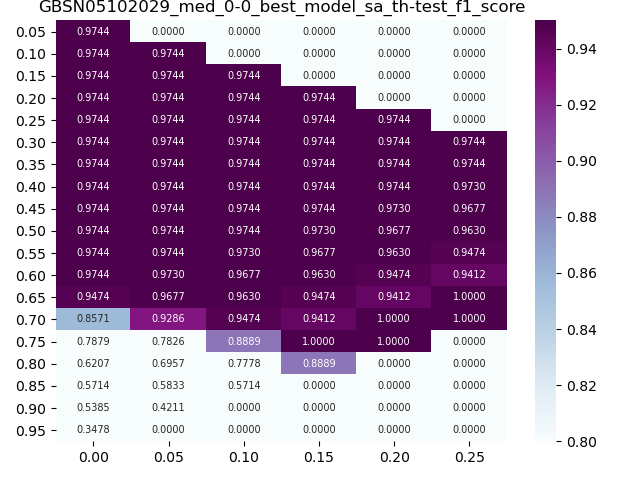 GBSN05102029_med_0-0_best_model_sa_th-test_f1_score
0.05 0.9744 0.0000 0.0000 0.0000 0.0000 0.0000
0.10 0.9744 0.9744 0.0000 0.0000 0.0000 0.0000
0.15 0.9744 0.9744 0.9744 0.0000 0.0000 0.0000
0.20 0.9744 0.9744 0.9744 0.9744 0.0000 0.0000
0.25 0.9744 0.9744 0.9744 0.9744 0.9744 0.0000
0.30 0.9744 0.9744 0.9744 0.9744 0.9744 0.9744
0.35 0.9744 0.9744 0.9744 0.9744 0.9744 0.9744
0.40 0.9744 0.9744 0.9744 0.9744 0.9744 0.9730
0.45 0.9744 0.9744 0.9744 0.9744 0.9730 0.9677
0.50 0.9744 0.9744 0.9744 0.9730 0.9677 0.9630
0.55 0.9744 0.9744 0.9730 0.9677 0.9630 0.9474
0.60 0.9744 0.9730 0.9677 0.9630 0.9474 0.9412
0.65 0.9474 0.9677 0.9630 0.9474 0.9412 1.0000
0.70 0.8571 0.9286 0.9474 0.9412 1.0000 1.0000
0.75 0.7879 0.7826 0.8889 1.0000 1.0000 0.0000
0.80 0.6207 0.6957 0.7778 0.8889 0.0000 0.0000
0.85 0.5714 0.5833 0.5714 0.0000 0.0000 0.0000
0.90 0.5385 0.4211 0.0000 0.0000 0.0000 0.0000
0.95 0.3478 0.0000 0.0000 0.0000 0.0000 0.0000
0.00 0.05 0.10 0.15 0.20 0.25
0.94
0.92
0.90
0.88
0.86
0.84
0.82
0.80